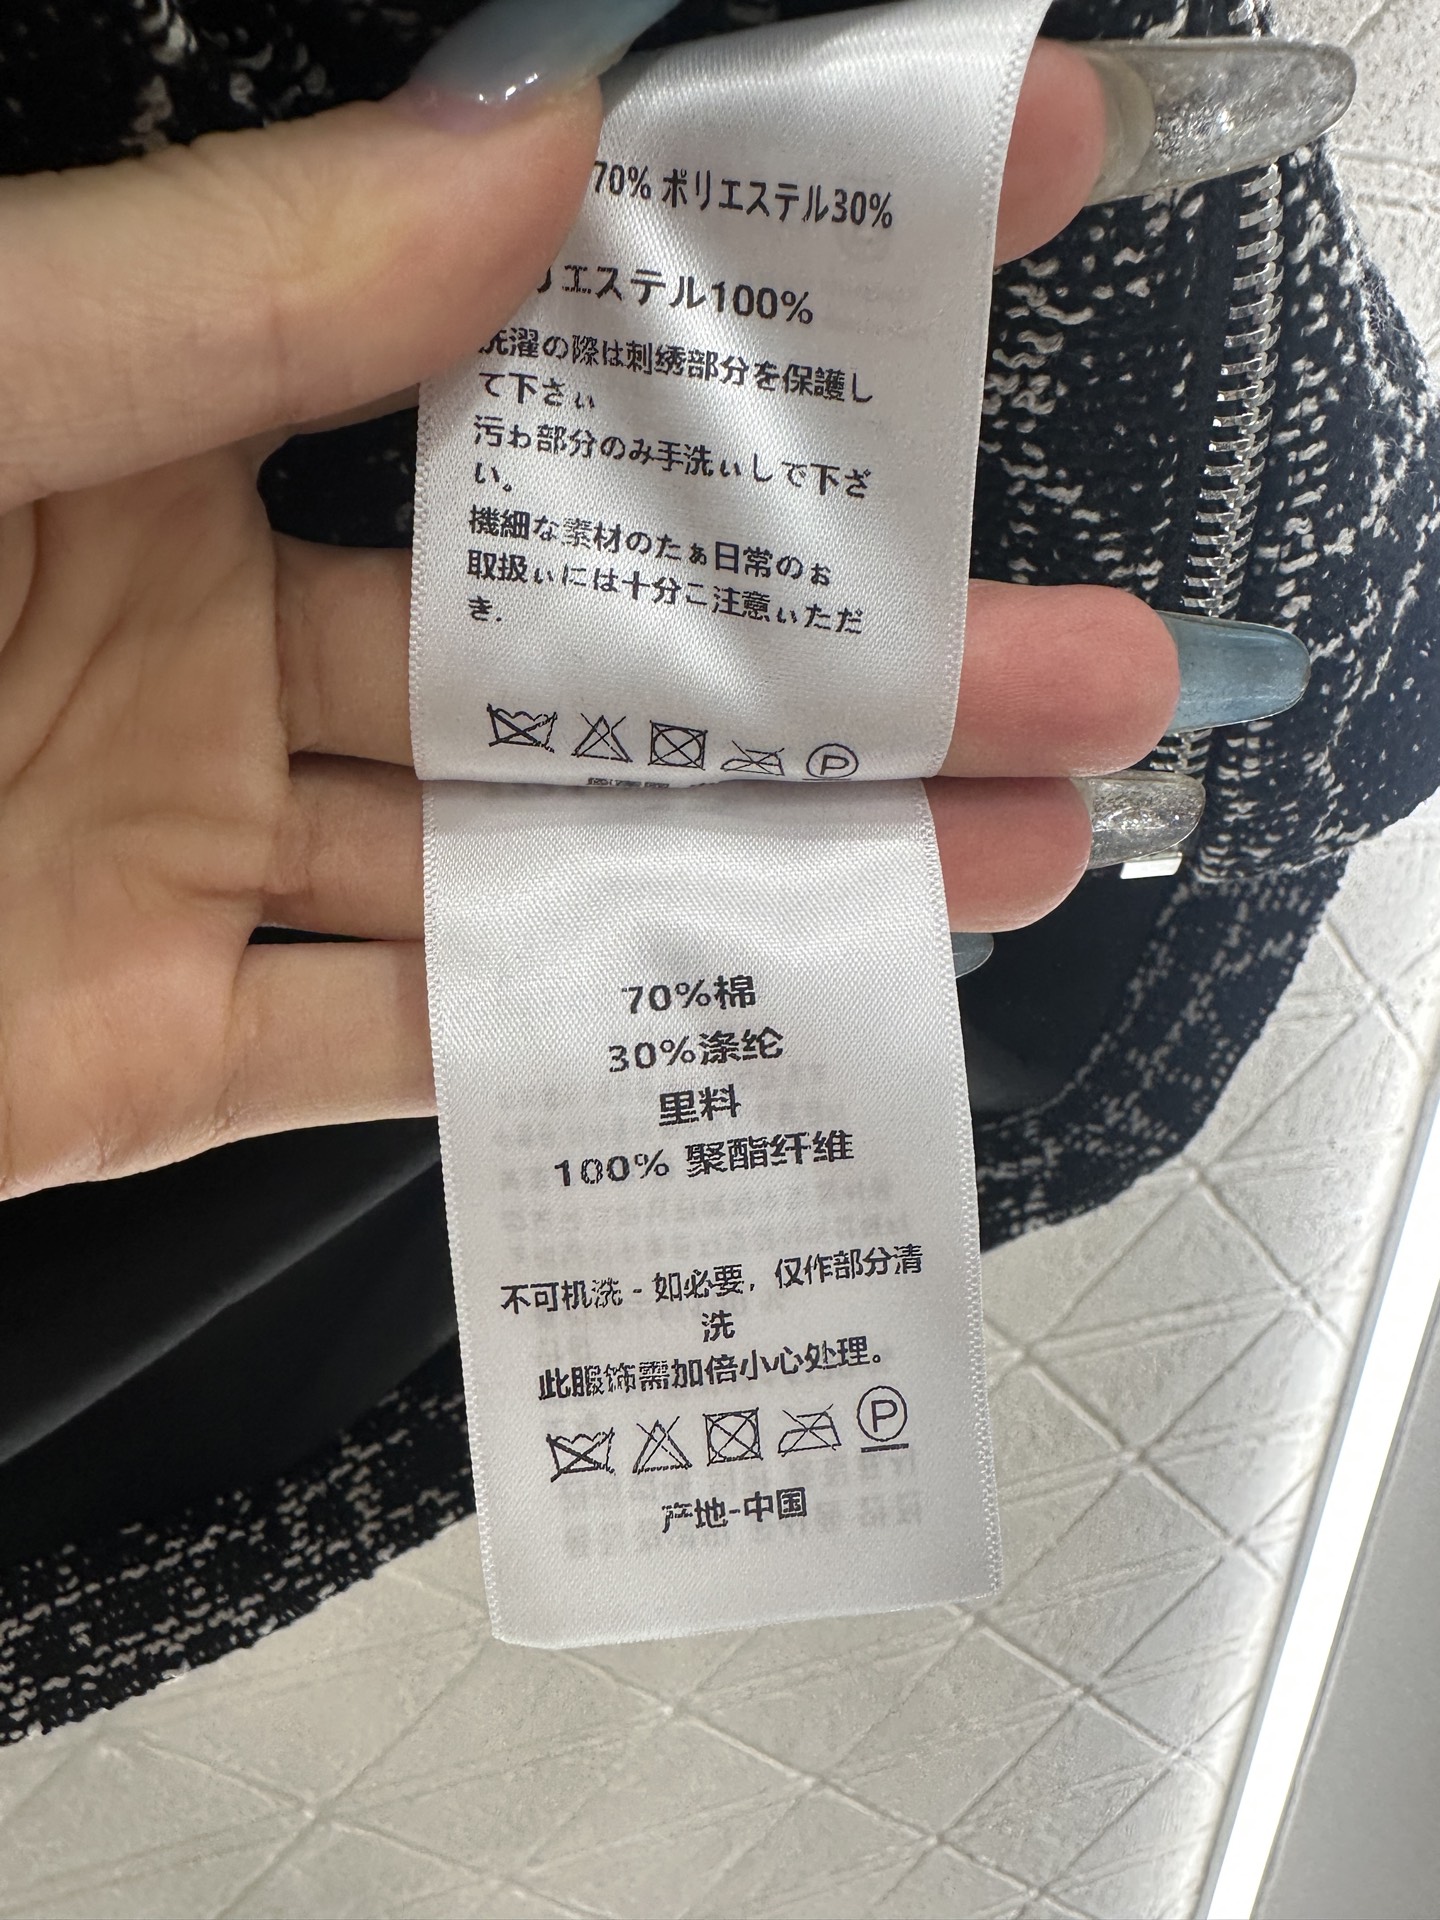 70% ポリエステル30%
エステル100%
洗濯の際は刺绣部分を保護し
て下さぃ
汚ゎ部分のみ手洗ぃしで下ざ
い。
機細な素材のたぁ日常のぉ
取扱ぃには十分こ注意ぃただ
き.
P
70%棉
30%涤纶
里料
100% 聚酯纤维
不可机洗 - 如必要，仅作部分清
洗
此服饰需加倍小心处理。
P
产地-中国